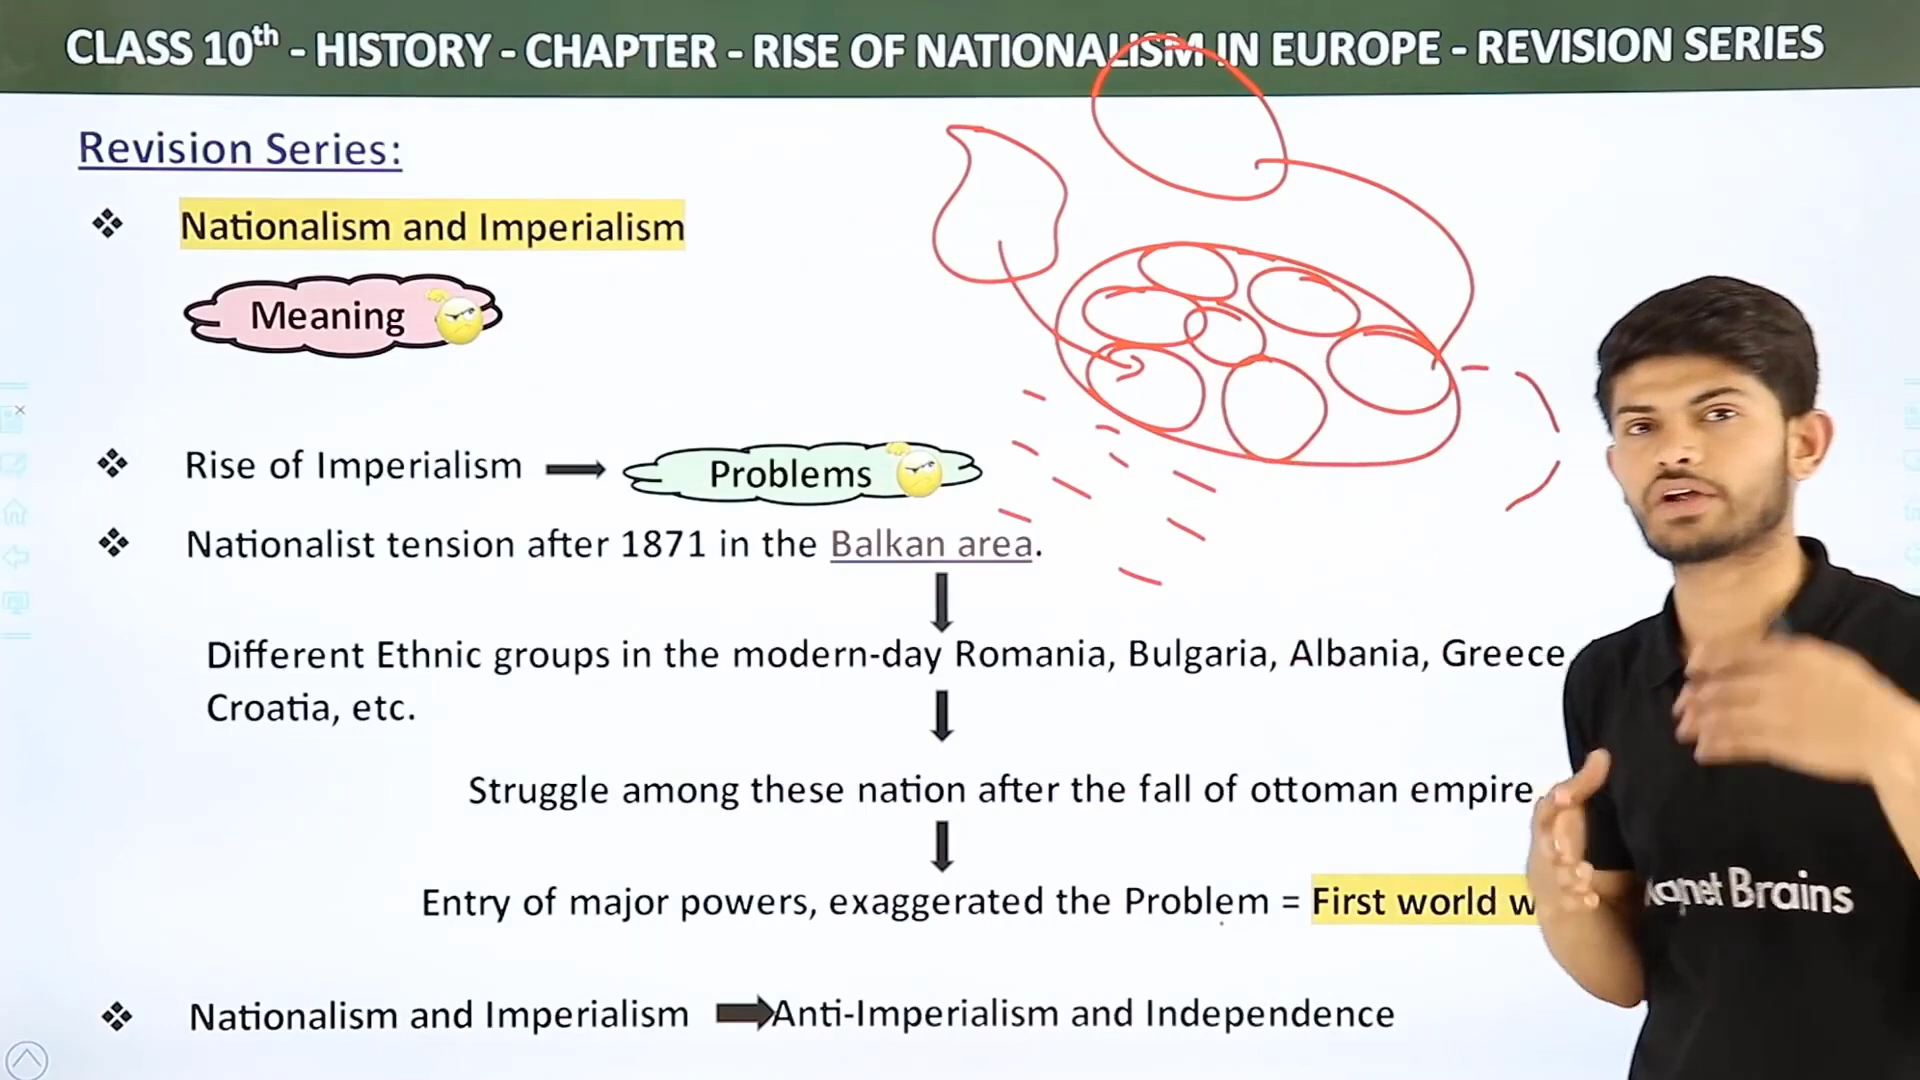 CLASS 10th - HISTORY - CHAPTER - RISE OF NATIONALISM IN EUROPE - REVISION SERIES
Revision Series:
Nationalism and Imperialism
Meaning
Rise of Imperialism
Problems
Nationalist tension after 1871 in the Balkan area.
Different Ethnic groups in the modern-day Romania, Bulgaria, Albania, Greece
Croatia, etc.
Struggle among these nation after the fall of ottoman empire
Entry of major powers, exaggerated the Problem = First world
Nationalism and Imperialism Anti-Imperialism and Independence
Brains